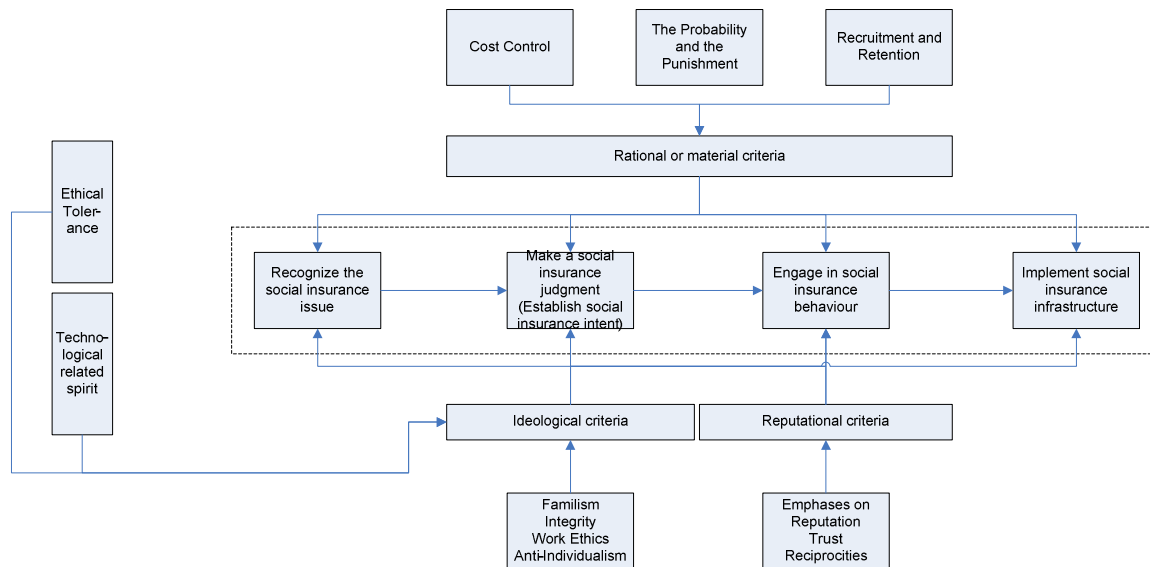 Cost Control
The Probability
and the
Punishment
Recruitment and
Retention
Rational or material criteria
Ethical
Toler-
ance
Techno-
logical
related
spirit
Recognize the
social insurance
issue
Make a social
insurance
judgment
(Establish social
insurance intent)
Engage in social
insurance
behaviour
Implement social
insurance
infrastructure
Ideological criteria
Reputational criteria
Familism
Integrity
Work Ethics
Anti-Individualism
Emphases on
Reputation
Trust
Reciprocities